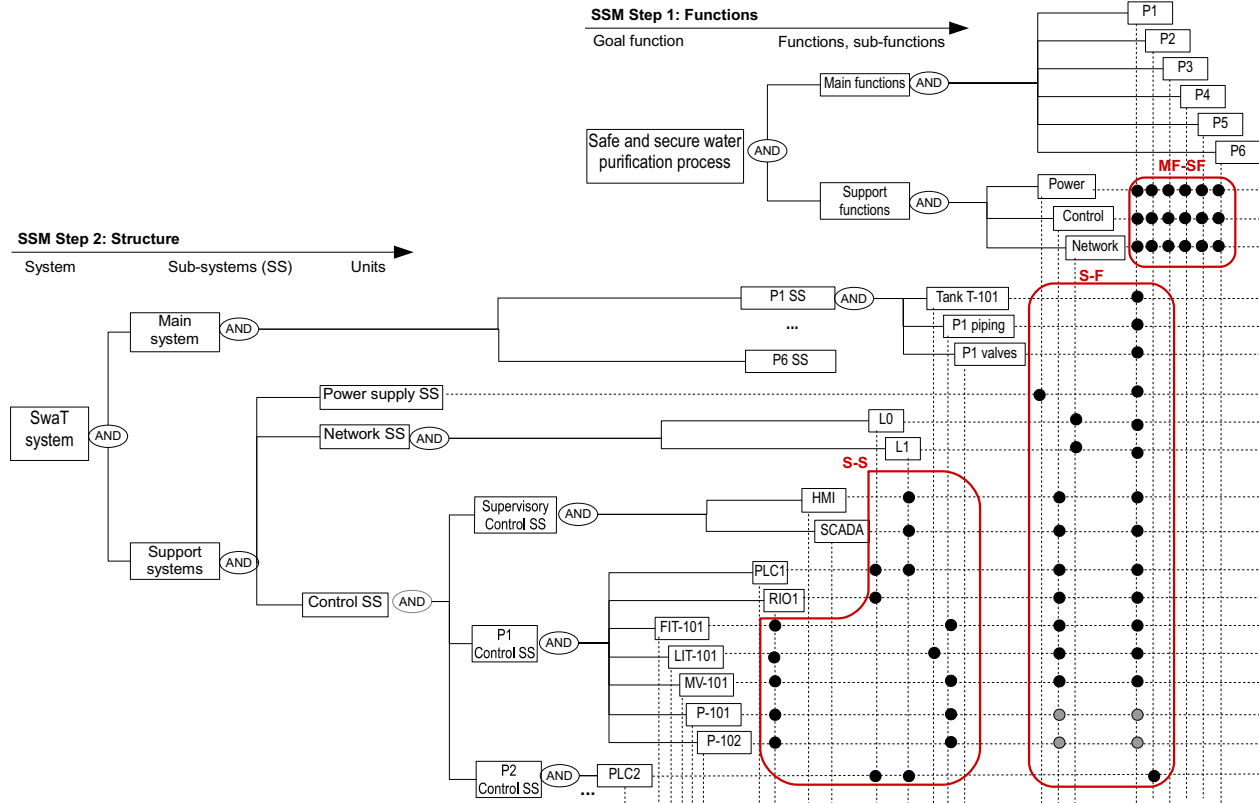 SSM Step 1: Functions
Goal function
Functions, sub-functions
P1
P2
P3
P4
P5
P6
Main functions
AND
Safe and secure water
purification process
AND
Support
functions
AND
MF-SF
Power
Control
Network
SSM Step 2: Structure
System
Sub-systems (SS)
Units
S-F
Main
system
AND
P1 SS
AND
Tank T-101
...
P1 piping
P1 valves
P6 SS
SwaT
system
AND
Power supply SS
Network SS
AND
L0
L1
S-S
Support
systems
AND
Supervisory
Control SS
AND
HMI
SCADA
Control SS
AND
PLC1
RIO1
P1
Control SS
AND
FIT-101
LIT-101
MV-101
P-101
P-102
P2
Control SS
AND
PLC2
...